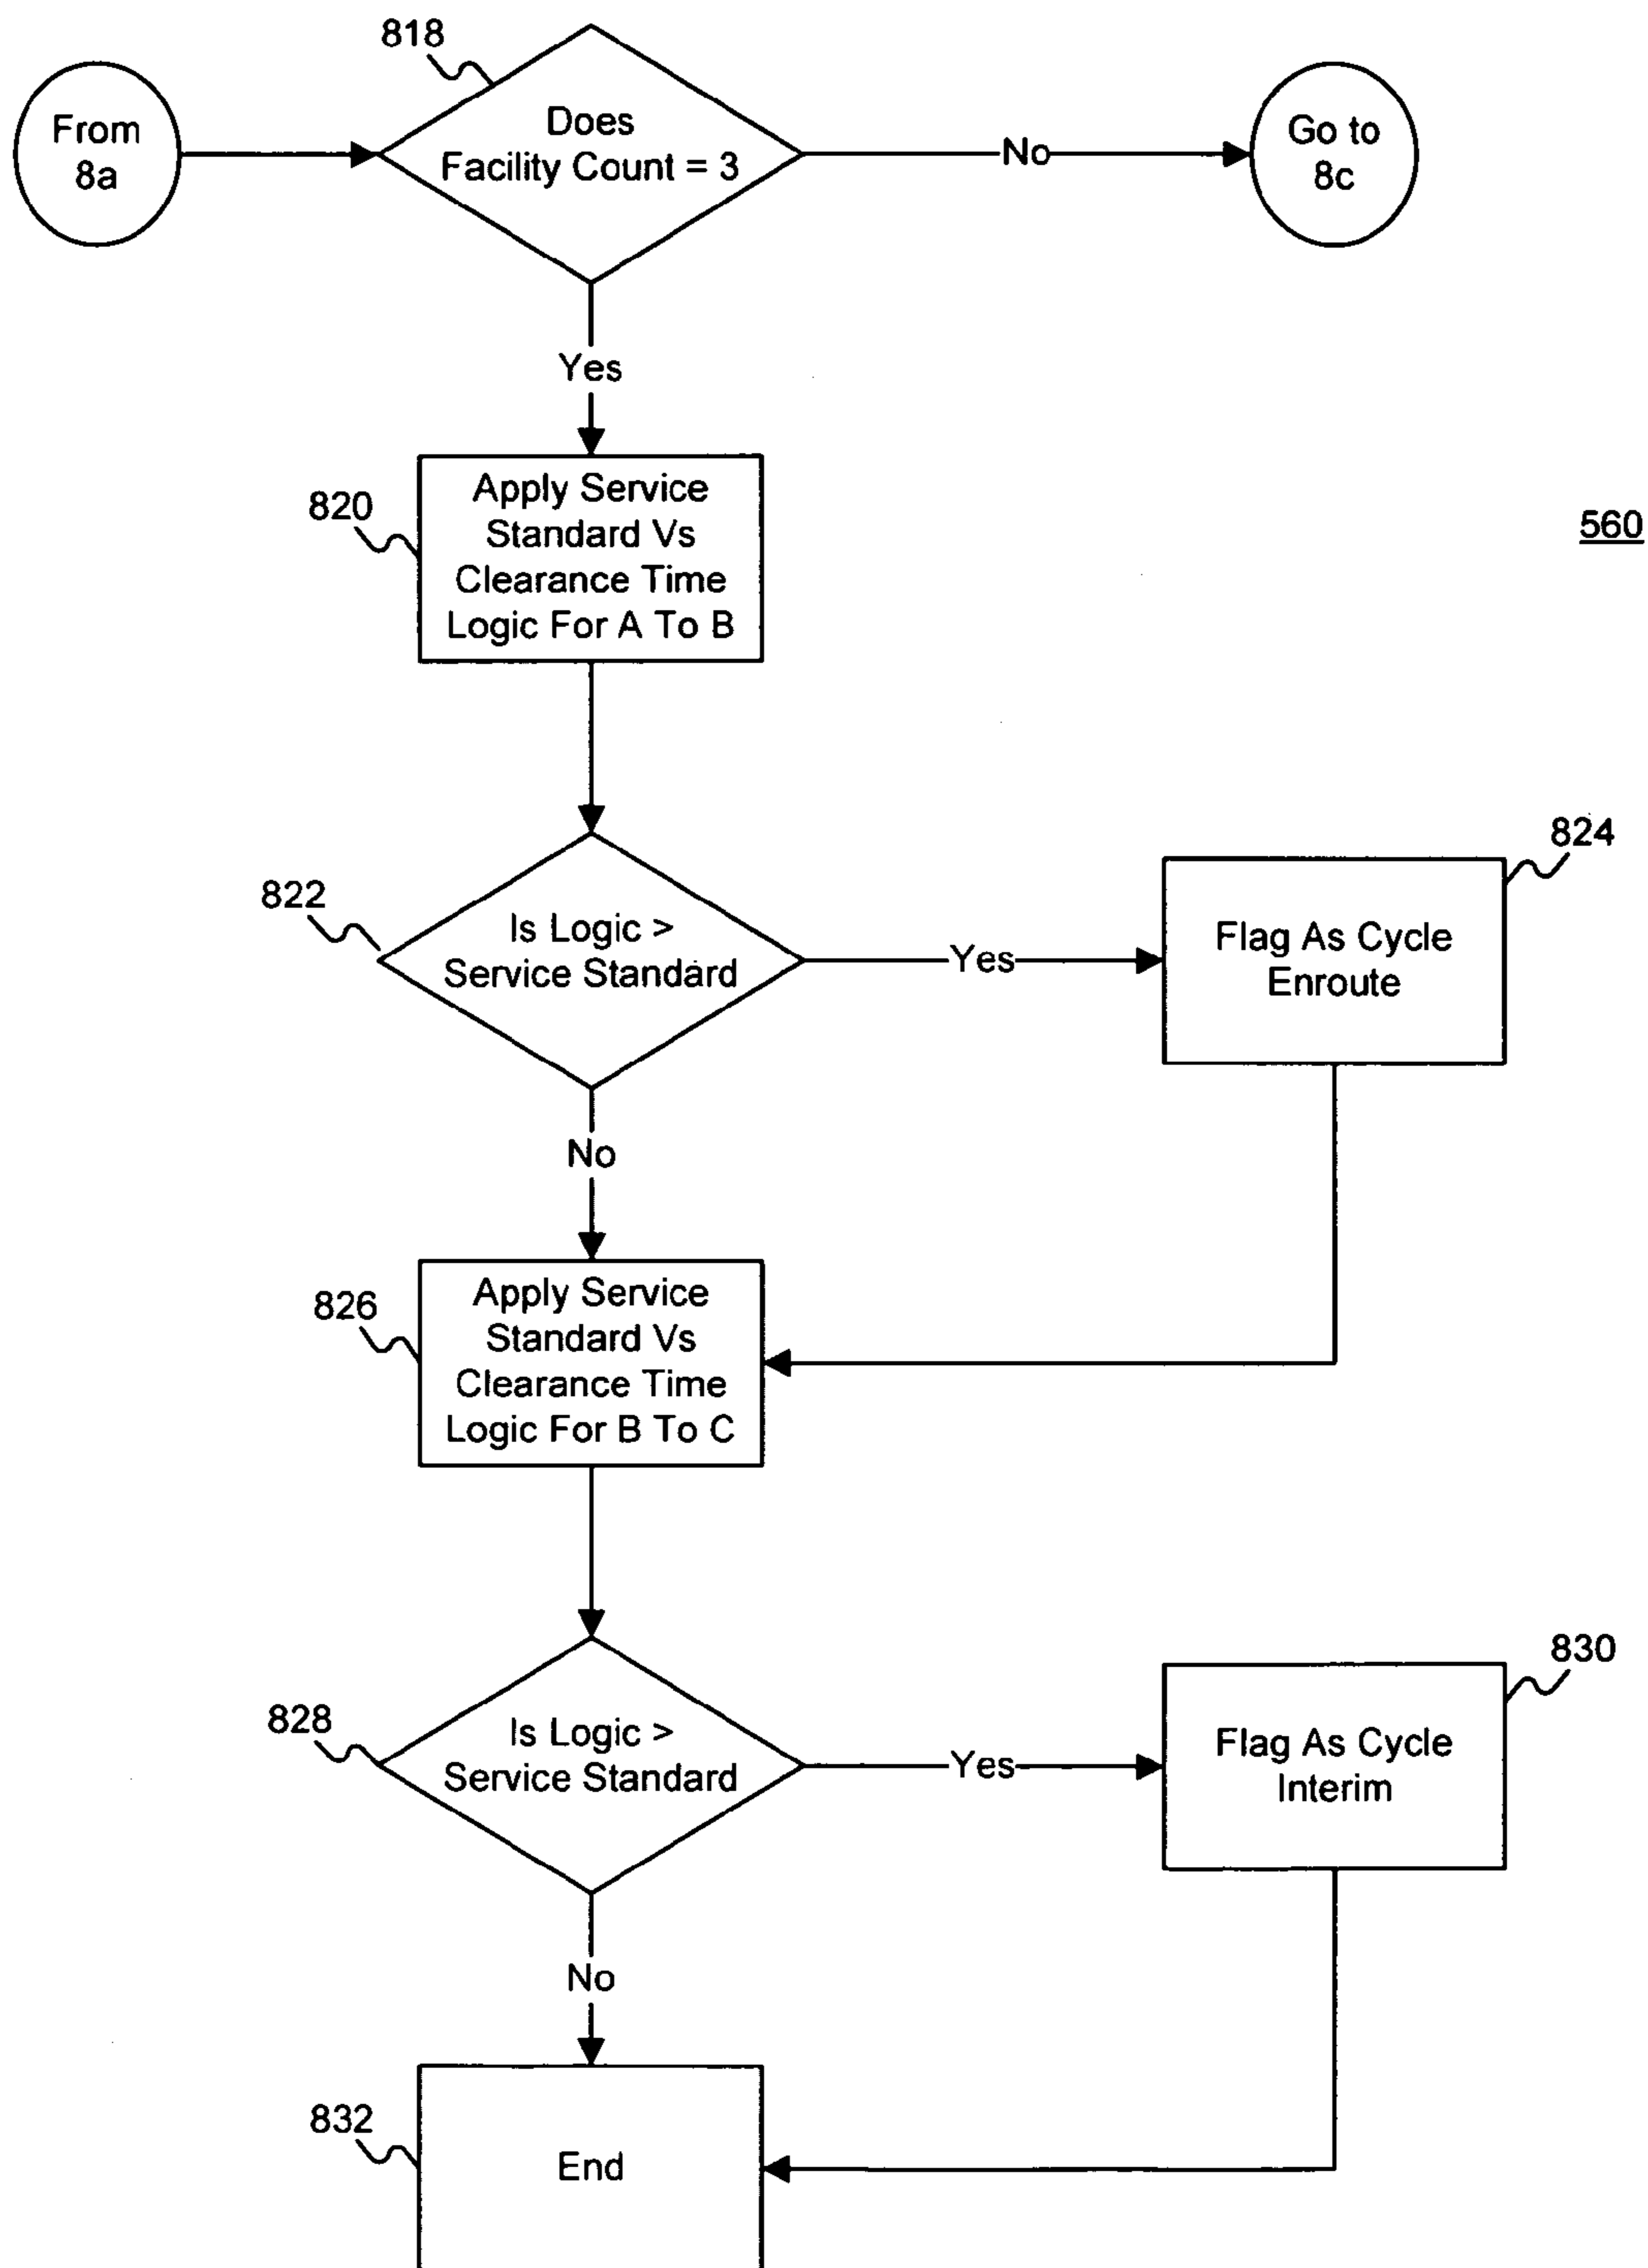 818
From
8a
Does
Facility Count = 3
No
Go to
8c
Yes
820
Apply Service
Standard Vs
Clearance Time
Logic For A To B
560
822
Is Logic >
Service Standard
Yes
824
Flag As Cycle
Enroute
No
826
Apply Service
Standard Vs
Clearance Time
Logic For B To C
828
Is Logic >
Service Standard
Yes
830
Flag As Cycle
Interim
No
832
End